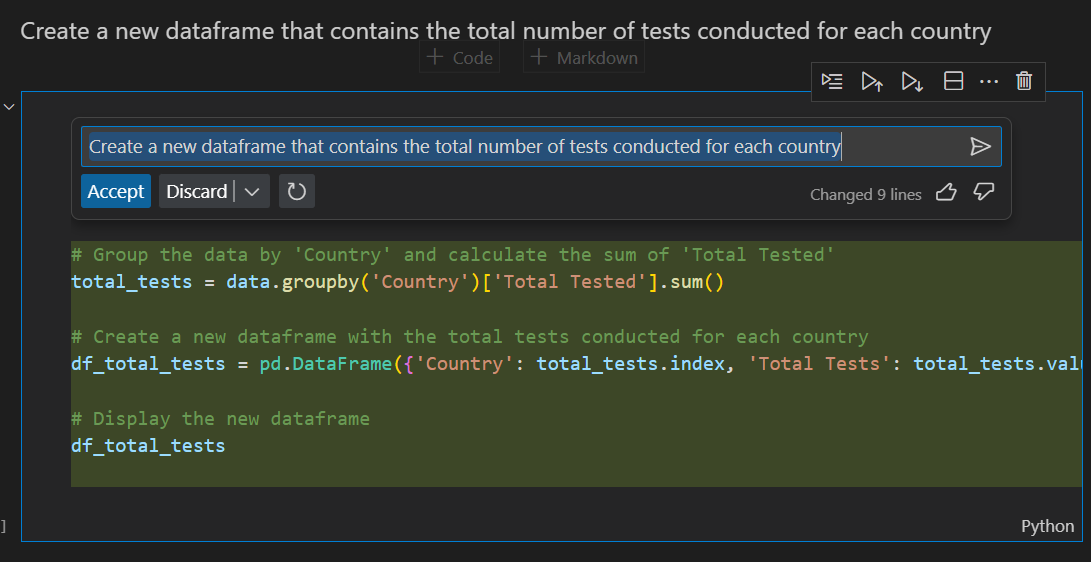 Create a new dataframe that contains the total number of tests conducted for each country
+ Code + Markdown
Create a new dataframe that contains the total number of tests conducted for each country
Accept Discard Changed 9 lines
# Group the data by 'Country' and calculate the sum of 'Total Tested'
total_tests = data.groupby('Country')['Total Tested'].sum()
# Create a new dataframe with the total tests conducted for each country
df_total_tests = pd.DataFrame({'Country': total_tests.index, 'Total Tests': total_tests.val
# Display the new dataframe
df_total_tests
]
Python